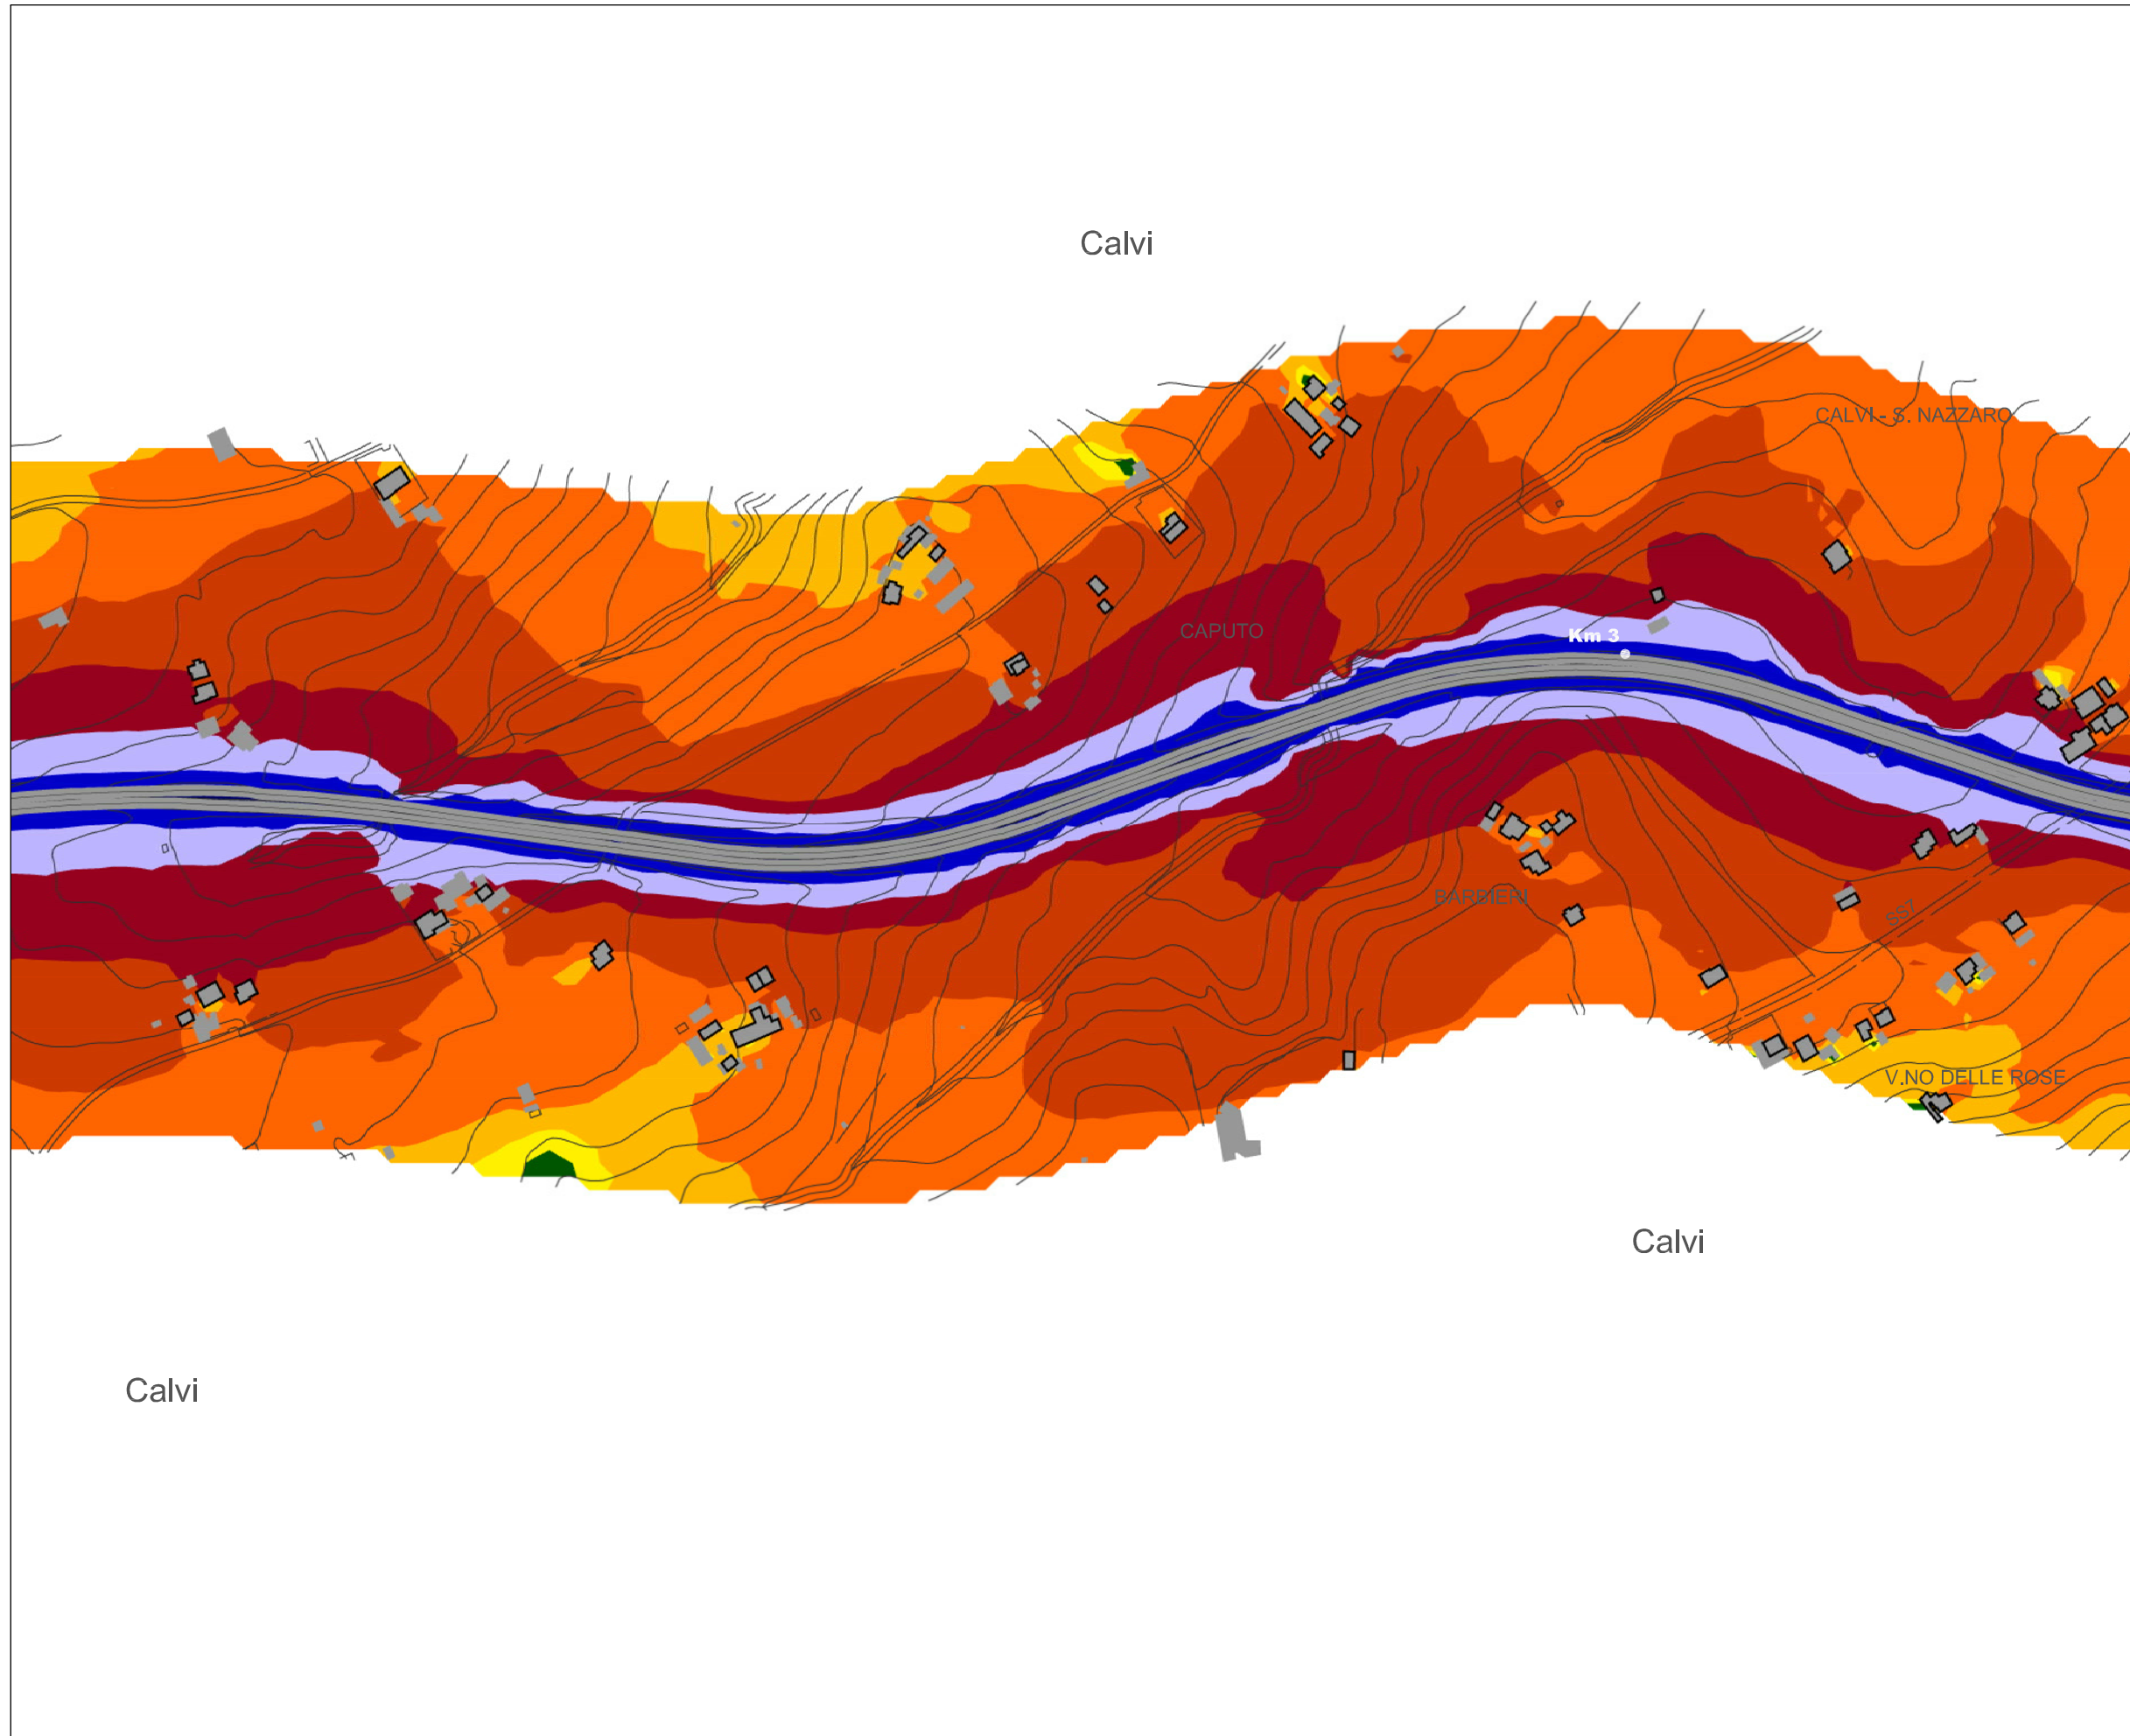 Calvi
CALVI - S. NAZZARO
CAPUTO
Km 3
BARBIERI
SS7
V.NO DELLE ROSE
Calvi
Calvi